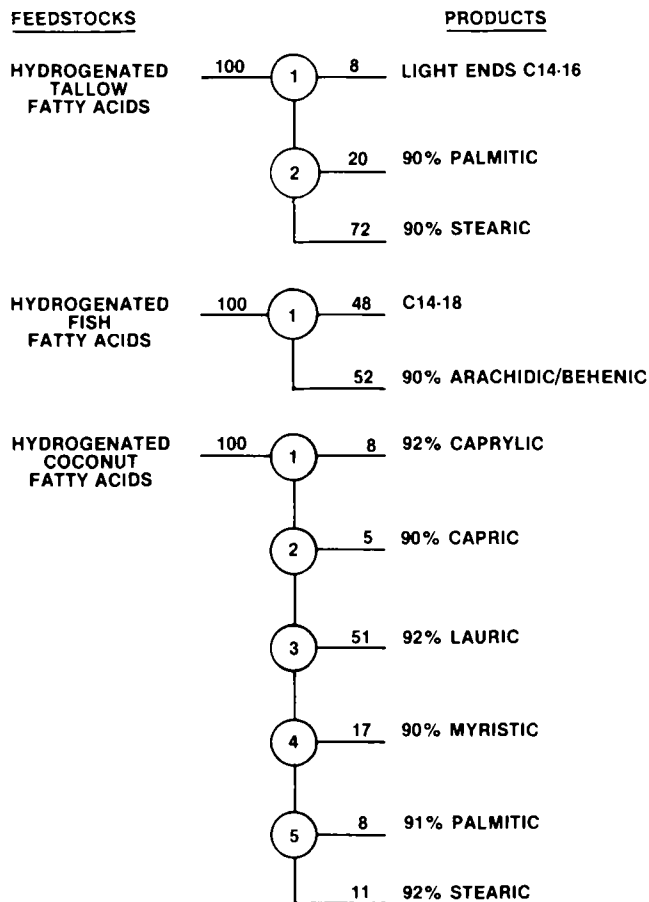 FEEDSTOCKS
PRODUCTS
HYDROGENATED
TALLOW
FATTY ACIDS
100
1
8
LIGHT ENDS C14-16
2
20
90% PALMITIC
72
90% STEARIC
HYDROGENATED
FISH
FATTY ACIDS
100
1
48
C14-18
52
90% ARACHIDIC/BEHENIC
HYDROGENATED
COCONUT
FATTY ACIDS
100
1
8
92% CAPRYLIC
2
5
90% CAPRIC
3
51
92% LAURIC
4
17
90% MYRISTIC
5
8
91% PALMITIC
11
92% STEARIC